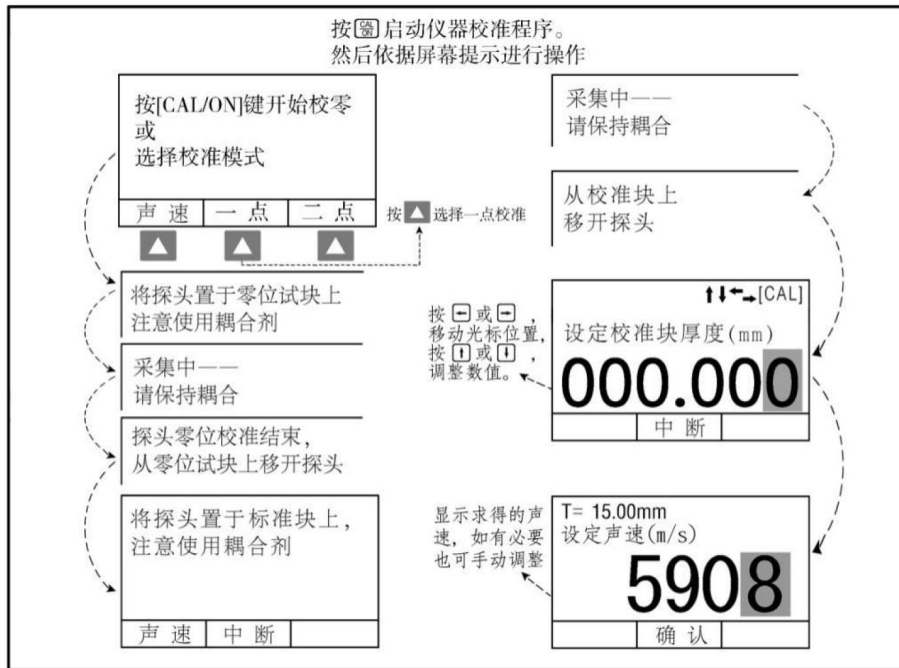 按[CAL/ON]启动仪器校准程序。
然后依据屏幕提示进行操作
按[CAL/ON]键开始校零
或
选择校准模式
声速 一点 二点
按▲选择一点校准
将探头置于零位试块上
注意使用耦合剂
采集中——
请保持耦合
探头零位校准结束，
从零位试块上移开探头
将探头置于标准块上，
注意使用耦合剂
声速 中断
采集中——
请保持耦合
从校准块上
移开探头
按←或→，
移动光标位置，
按↑或↓，
调整数值。
↑↓←→[CAL]
设定校准块厚度(mm)
000.000
中断
显示求得的声
速，如有必要
也可手动调整
T= 15.00mm
设定声速(m/s)
5908
确认